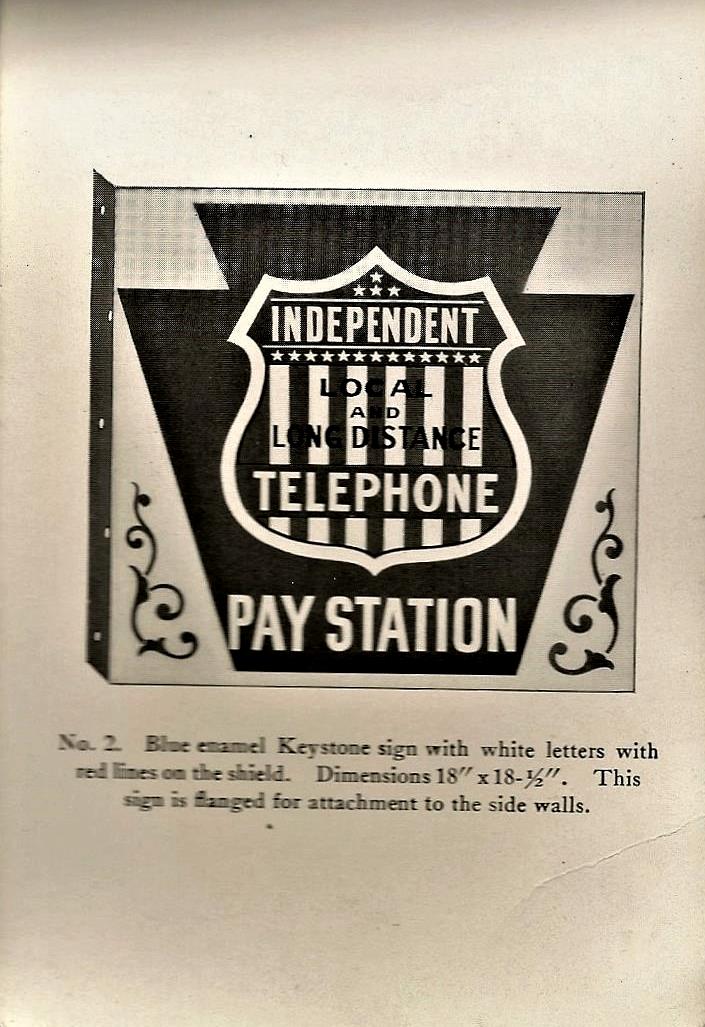 INDEPENDENT
LOCAL
AND
LONG DISTANCE
TELEPHONE
PAY STATION
No. 2. Blue enamel Keystone sign with white letters with
red lines on the shield. Dimensions 18" x 18-½". This
sign is flanged for attachment to the side walls.